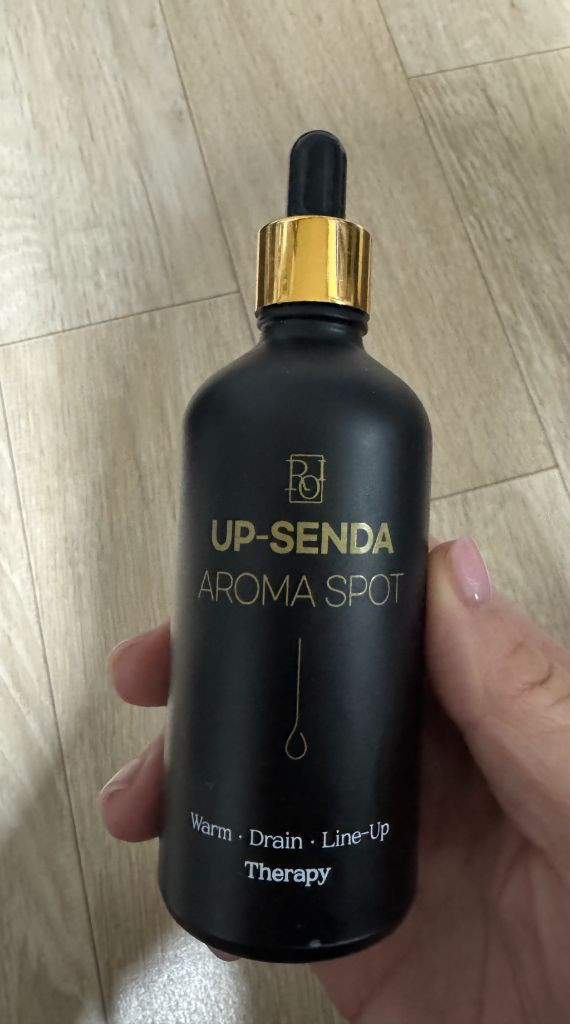 UP-SENDA
AROMA SPOT
Warm · Drain · Line-Up
Therapy